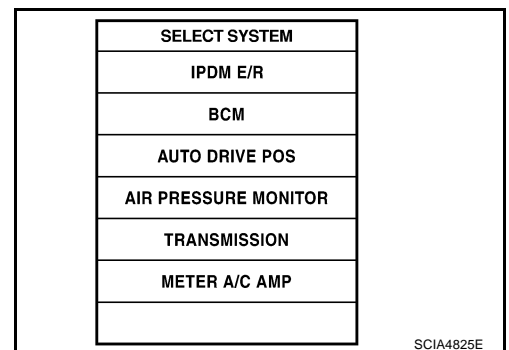 SELECT SYSTEM
IPDM E/R
BCM
AUTO DRIVE POS
AIR PRESSURE MONITOR
TRANSMISSION
METER A/C AMP
SCIA4825E